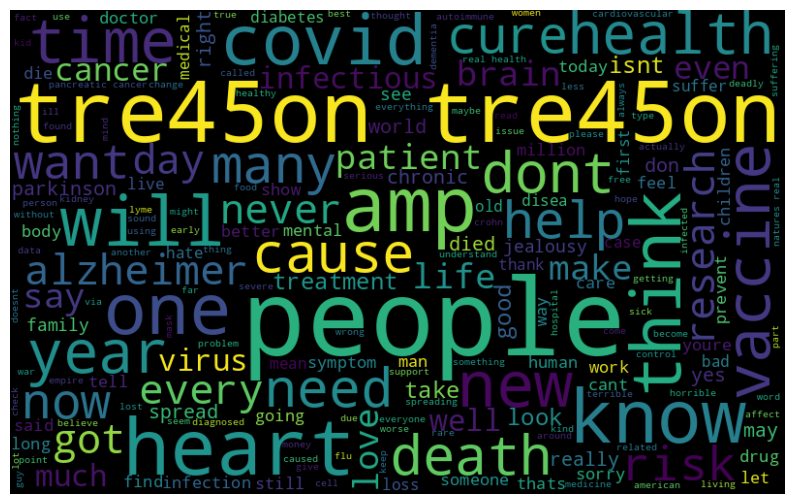 time covid cure health
doctor diabetes medical right
use fact true best thought autoimmune women cardiovascular
kid dementia
die cancer infectious brain today isnt even
pancreatic cancer change called real health less deadly suffering
healthy everything see suffer always
nothing ill found mind world maybe read issue please type actually
tre45on tre45on
want day many patient dont first don million
parkinson live food show chronic feel children free
person without kidney serious crohn hope
will never amp help think research vaccine
body lyme sound using might early better mental old disea case infected natures real
data another hate thing died jealousy thank understand prevent
alzheimer cause treatment life make care getting
say one severe good way hospital sick
doesnt via far family people youre become control
year virus symptom man human work bad part
war problem mean wrong something cant yes come
empire tell support terrible horrible word
now every need take new know may affect
check lost spread going spreading look
said believe seem diagnosed love everyone worse well really drug
got heart death risk
long point due rare kind around related
much find infection caused money flu still give keep cell loss someone thats sorry medicine american living let
guy lot